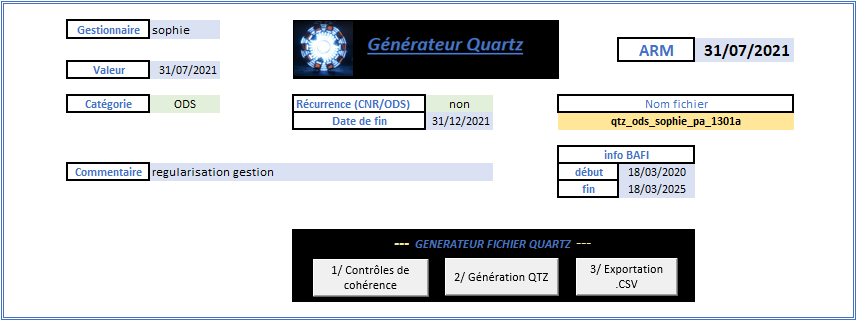 Gestionnaire sophie
Générateur Quartz
ARM 31/07/2021
Valeur 31/07/2021
Catégorie ODS
Récurrence (CNR/ODS) non
Nom fichier
Date de fin 31/12/2021
qtz_ods_sophie_pa_1301a
info BAFI
Commentaire regularisation gestion
début 18/03/2020
fin 18/03/2025
--- GENERATEUR FICHIER QUARTZ ---
1/ Contrôles de
cohérence
2/ Génération QTZ
3/ Exportation
.CSV